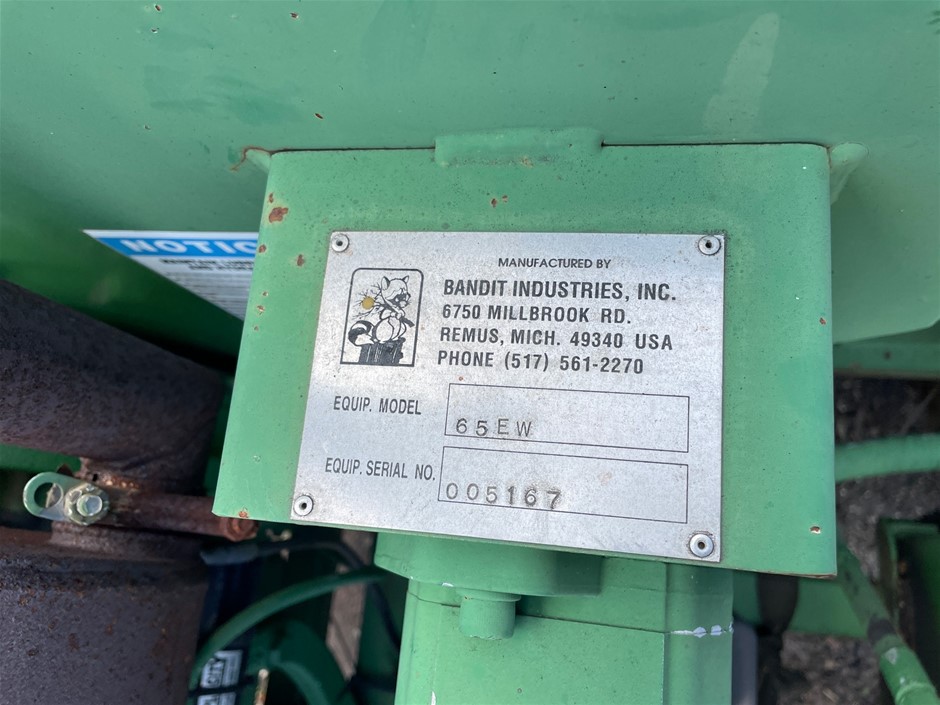 NOTICE
MANUFACTURED BY
BANDIT INDUSTRIES, INC.
6750 MILLBROOK RD.
REMUS, MICH. 49340 USA
PHONE (517) 561-2270
EQUIP. MODEL 65EW
EQUIP. SERIAL NO. 005167